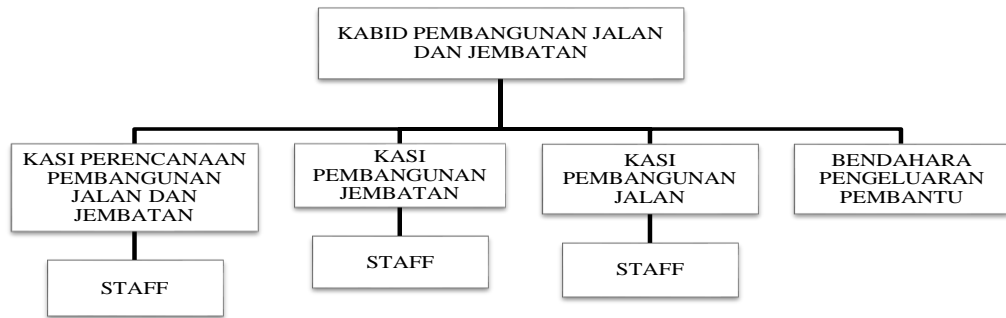 KABID PEMBANGUNAN JALAN
DAN JEMBATAN
KASI PERENCANAAN
PEMBANGUNAN
JALAN DAN
JEMBATAN
KASI
PEMBANGUNAN
JEMBATAN
KASI
PEMBANGUNAN
JALAN
BENDAHARA
PENGELUARAN
PEMBANTU
STAFF
STAFF
STAFF